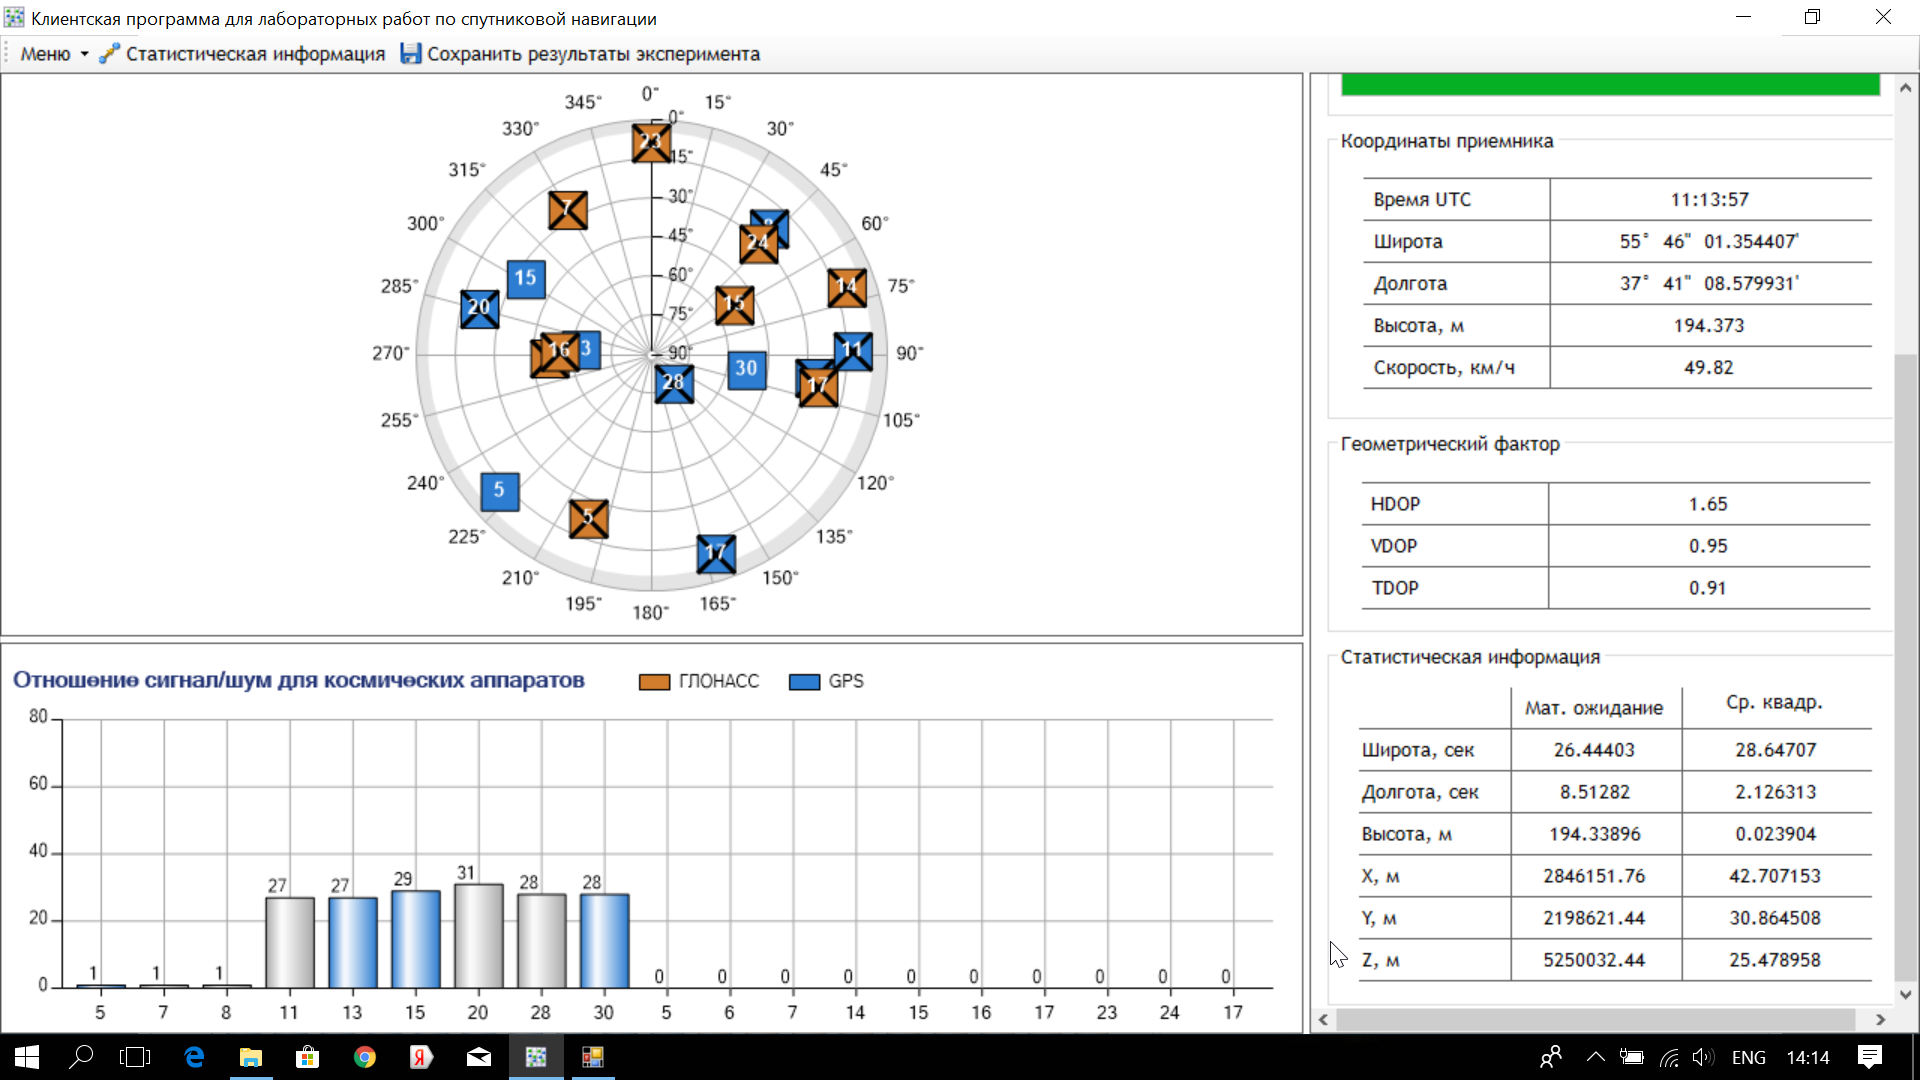 Клиентская программа для лабораторных работ по спутниковой навигации
Меню Статистическая информация Сохранить результаты эксперимента
0° 15° 30° 45° 60° 75° 90° 105° 120° 135° 150° 165° 180° 195° 210° 225° 240° 255° 270° 285° 300° 315° 330° 345°
0°
15°
30°
45°
60°
75°
90°
23
7
24
15
14
15
20
16
3
30
11
28
17
5
5
17
Отношение сигнал/шум для космических аппаратов ГЛОНАСС GPS
80
60
40
20
0
1 1 1 27 27 29 31 28 28 0 0 0 0 0 0 0 0 0 0
5 7 8 11 13 15 20 28 30 5 6 7 14 15 16 17 23 24 17
Координаты приемника
Время UTC 11:13:57
Широта 55° 46" 01.354407'
Долгота 37° 41" 08.579931'
Высота, м 194.373
Скорость, км/ч 49.82
Геометрический фактор
HDOP 1.65
VDOP 0.95
TDOP 0.91
Статистическая информация
Мат. ожидание Ср. квадр.
Широта, сек 26.44403 28.64707
Долгота, сек 8.51282 2.126313
Высота, м 194.33896 0.023904
X, м 2846151.76 42.707153
Y, м 2198621.44 30.864508
Z, м 5250032.44 25.478958
ENG 14:14